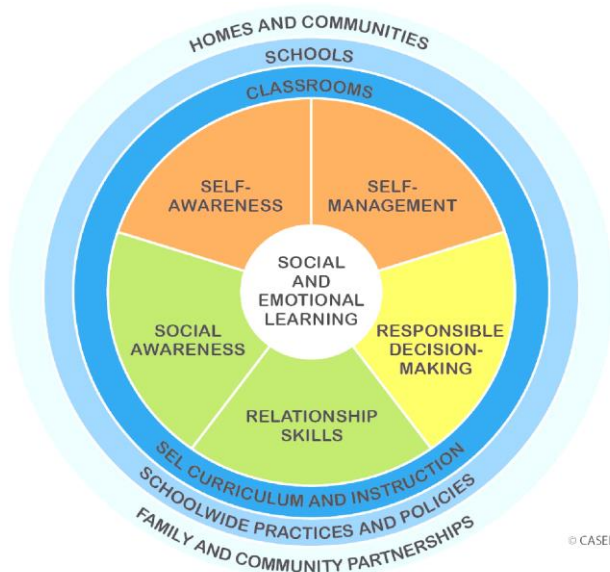 HOMES AND COMMUNITIES
SCHOOLS
CLASSROOMS
SELF-
AWARENESS
SELF-
MANAGEMENT
SOCIAL
AND
EMOTIONAL
LEARNING
SOCIAL
AWARENESS
RESPONSIBLE
DECISION-
MAKING
RELATIONSHIP
SKILLS
SEL CURRICULUM AND INSTRUCTION
SCHOOLWIDE PRACTICES AND POLICIES
FAMILY AND COMMUNITY PARTNERSHIPS